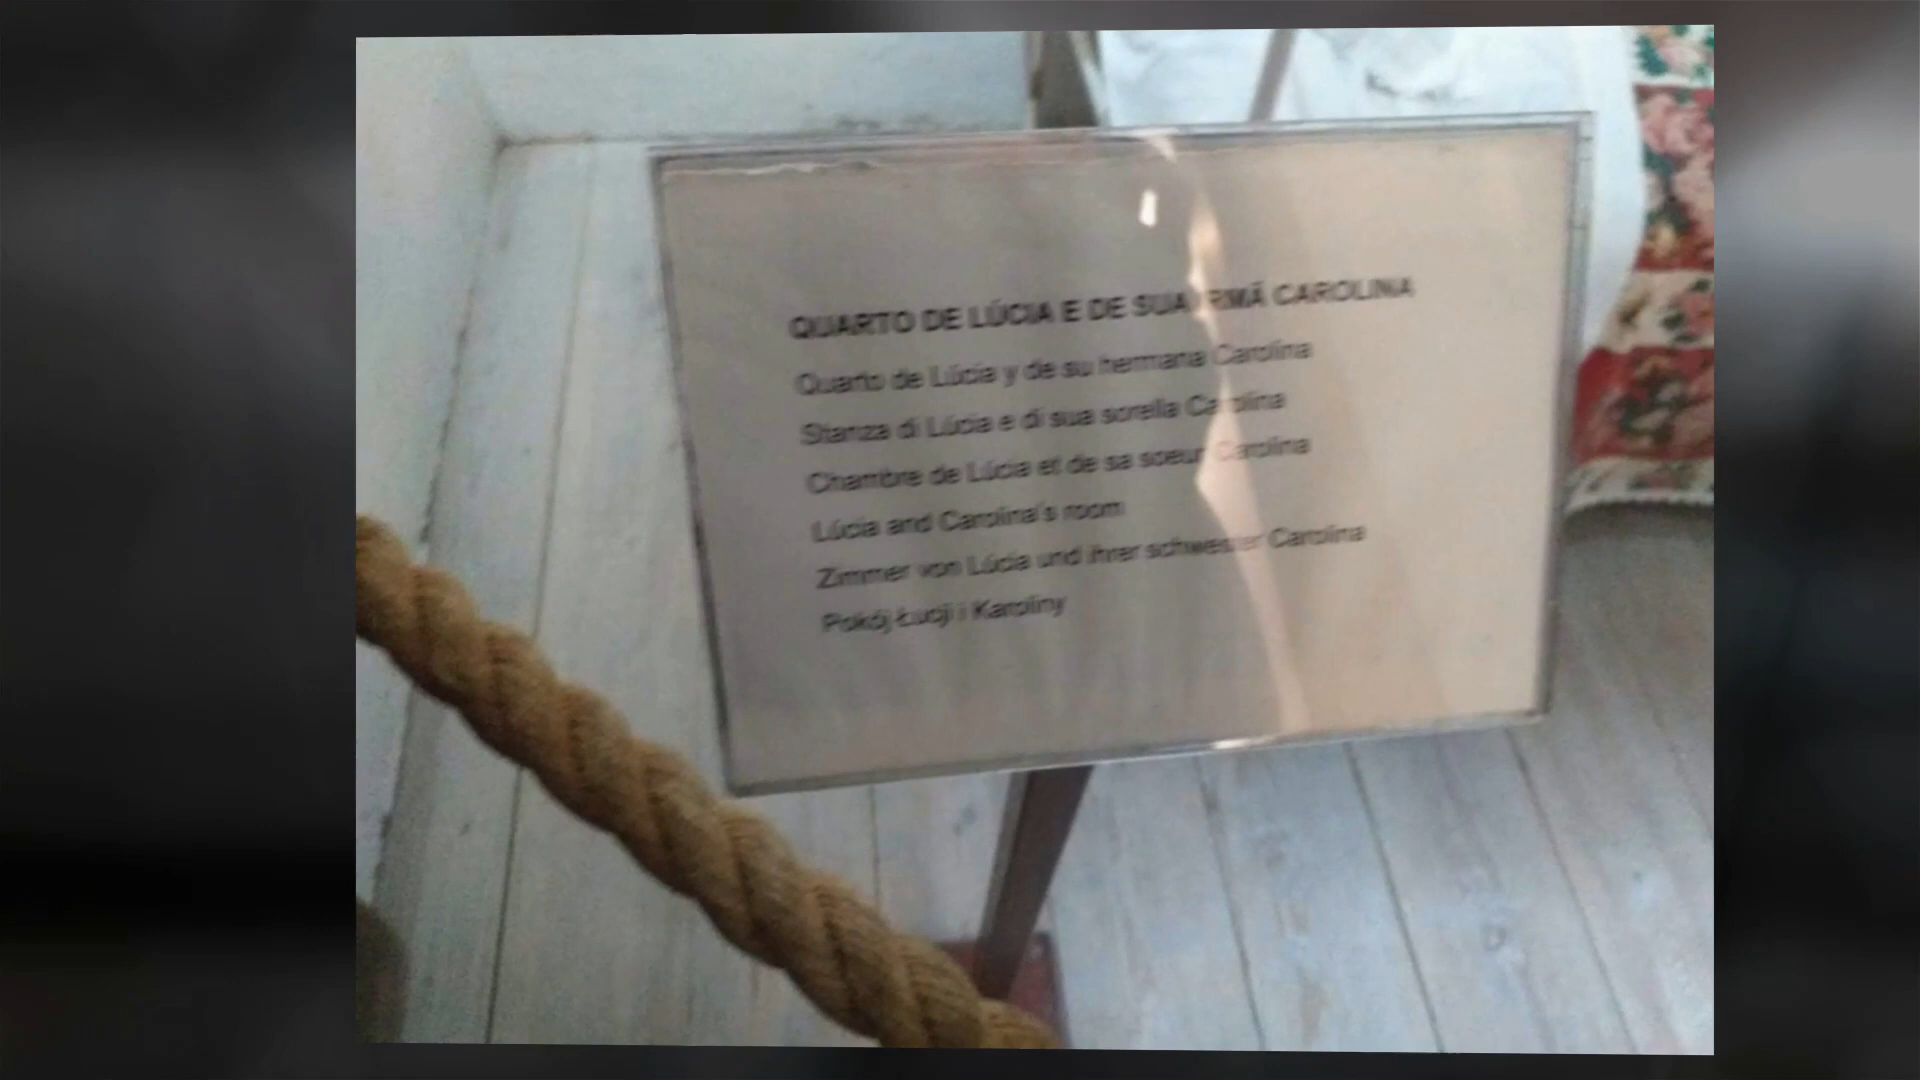 QUARTO DE LÚCIA E DE SUA IRMÃ CAROLINA
Quarto de Lúcia y de su hermana Carolina
Stanza di Lúcia e di sua sorella Carolina
Chambre de Lúcia et de sa soeur Carolina
Lúcia and Carolina's room
Zimmer von Lúcia und ihrer schwester Carolina
Pokój Łucji i Karoliny